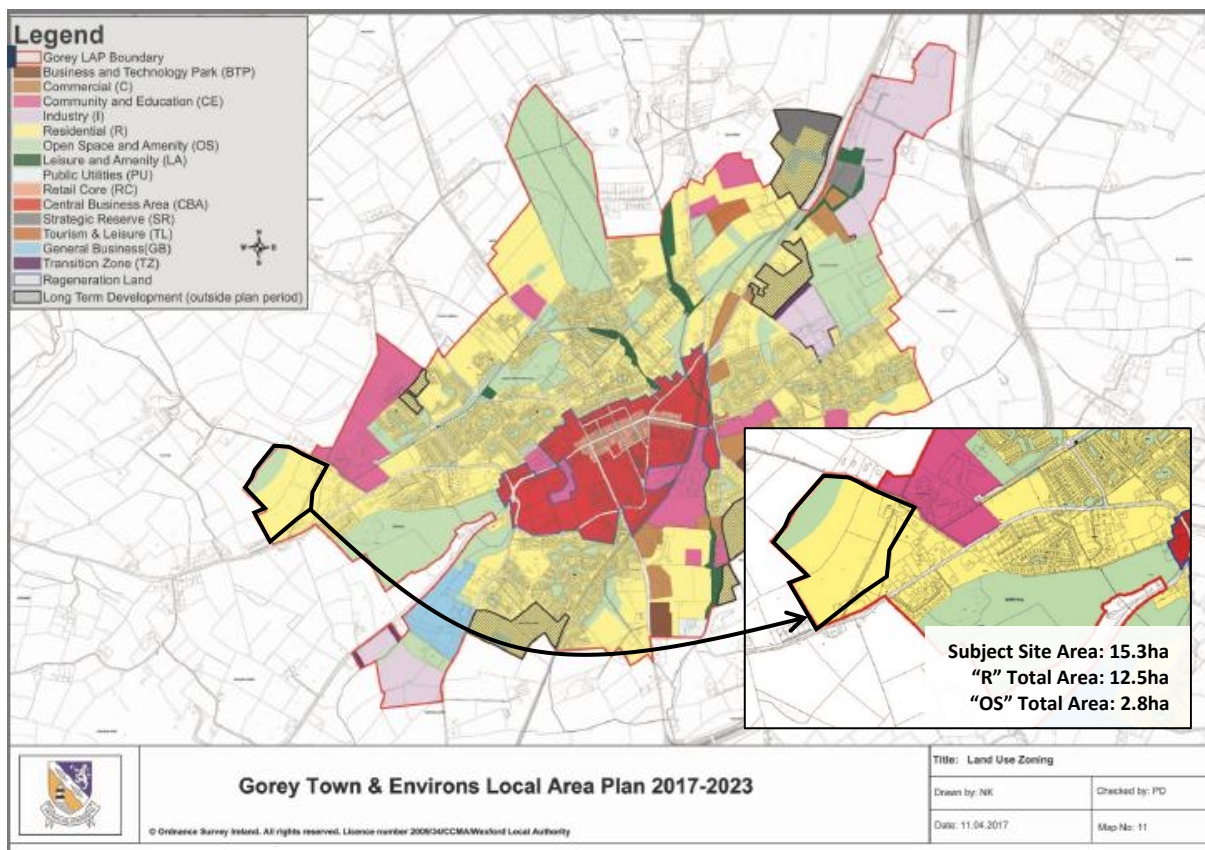 Legend
Gorey LAP Boundary
Business and Technology Park (BTP)
Commercial (C)
Community and Education (CE)
Industry (I)
Residential (R)
Open Space and Amenity (OS)
Leisure and Amenity (LA)
Public Utilities (PU)
Retail Core (RC)
Central Business Area (CBA)
Strategic Reserve (SR)
Tourism & Leisure (TL)
General Business(GB)
Transition Zone (TZ)
Regeneration Land
Long Term Development (outside plan period)
Subject Site Area: 15.3ha
“R” Total Area: 12.5ha
“OS” Total Area: 2.8ha
Gorey Town & Environs Local Area Plan 2017-2023
© Ordnance Survey Ireland. All rights reserved. Licence number 2009/34/CCMA/Wexford Local Authority
Title: Land Use Zoning
Drawn by: NK
Checked by: PD
Date: 11.04.2017
Map No: 11